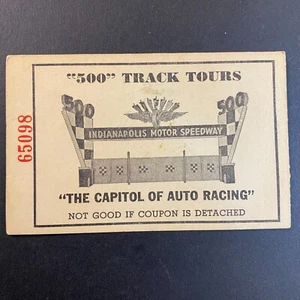 "500" TRACK TOURS
65098
500
500
INDIANAPOLIS MOTOR SPEEDWAY
"THE CAPITOL OF AUTO RACING"
NOT GOOD IF COUPON IS DETACHED